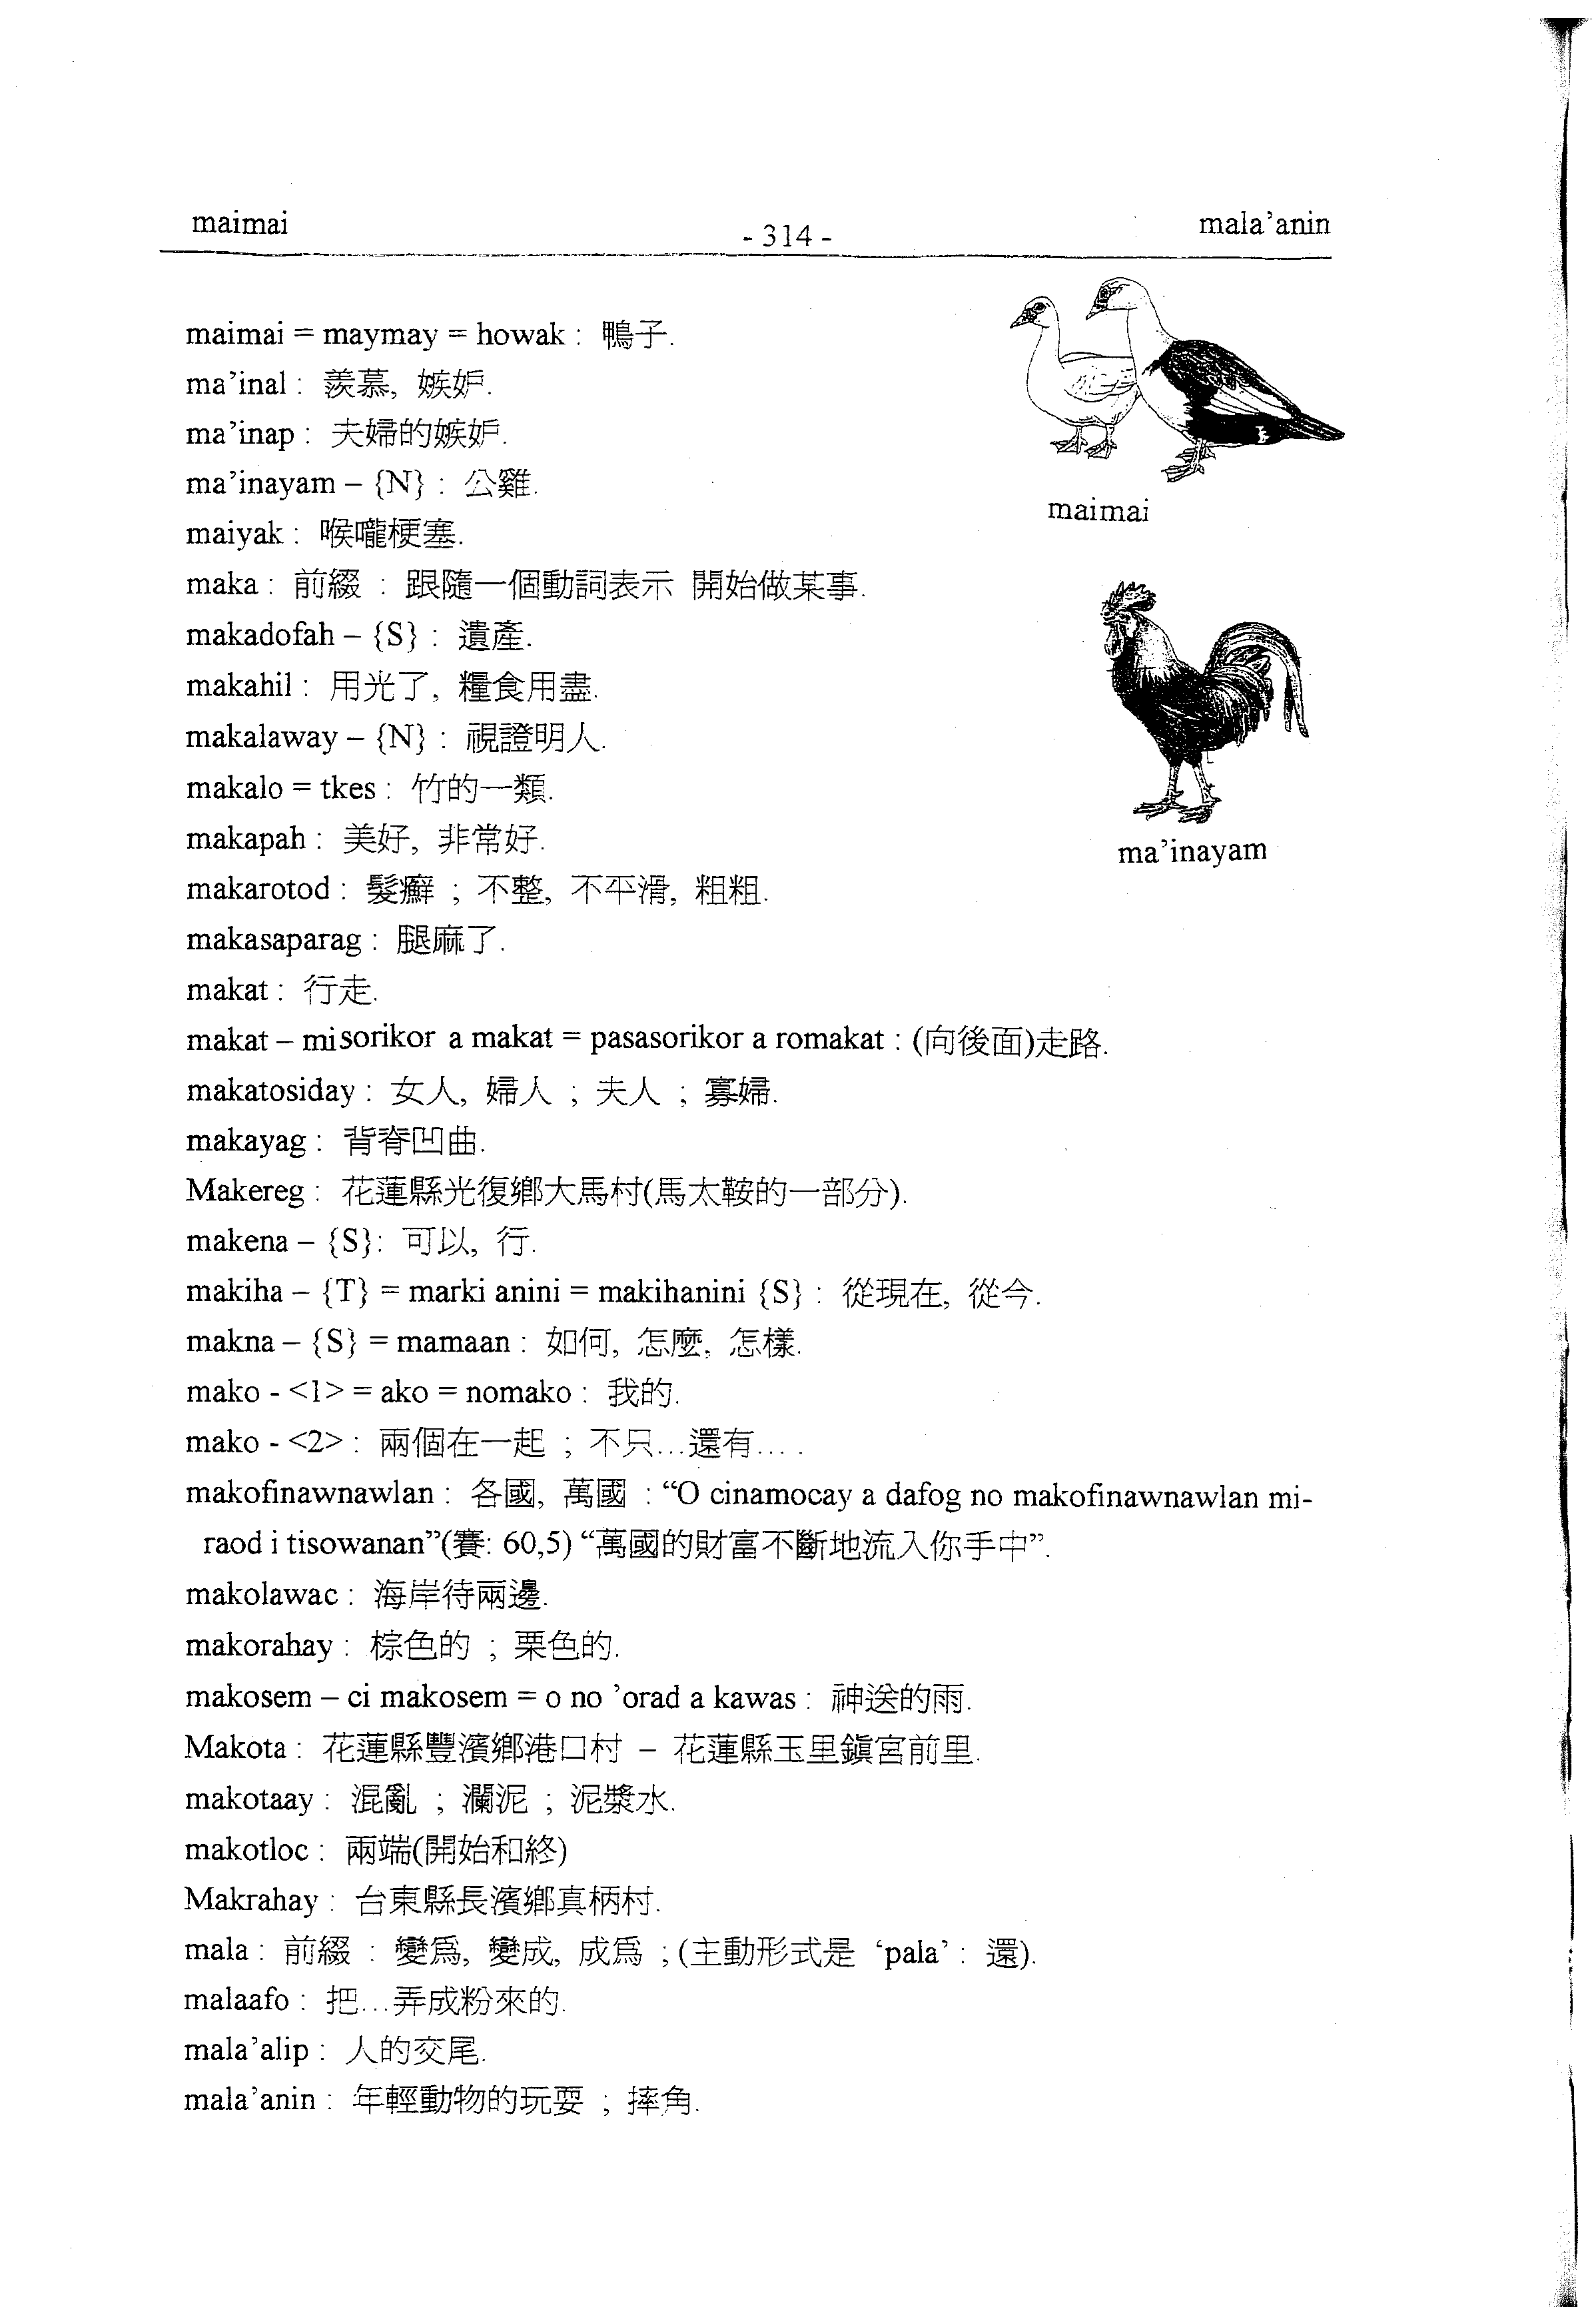 maimai - 314 - mala’anin
maimai = maymay = howak : 鴨子.
ma’inal : 羨慕, 嫉妒.
ma’inap : 夫婦的嫉妒.
ma’inayam – {N} : 公雞.
maimai
maiyak : 喉嚨梗塞.
maka : 前綴 : 跟隨一個動詞表示 開始做某事.
makadofah – {S} : 遺產.
makahil : 用光了, 糧食用盡.
makalaway – {N} : 視證明人.
makalo = tkes : 竹的一類.
makapah : 美好, 非常好.
ma’inayam
makarotod : 髮癬 ; 不整, 不平滑, 粗粗.
makasaparag : 腿麻了.
makat : 行走.
makat – misorikor a makat = pasasorikor a romakat : (向後面)走路.
makatosiday : 女人, 婦人 ; 夫人 ; 寡婦.
makayag : 背脊凹曲.
Makereg : 花蓮縣光復鄉大馬村(馬太鞍的一部分).
makena – {S}: 可以, 行.
makiha – {T} = marki anini = makihanini {S} : 從現在, 從今.
makna – {S} = mamaan : 如何, 怎麼, 怎樣.
mako - <1> = ako = nomako : 我的.
mako - <2> : 兩個在一起 ; 不只...還有... .
makofinawnawlan : 各國, 萬國 : “O cinamocay a dafog no makofinawnawlan mi-
raod i tisowanan”(賽: 60,5) “萬國的財富不斷地流入你手中”.
makolawac : 海岸待兩邊.
makorahay : 棕色的 ; 栗色的.
makosem – ci makosem = o no ’orad a kawas : 神送的雨.
Makota : 花蓮縣豐濱鄉港口村 – 花蓮縣玉里鎮宮前里.
makotaay : 混亂 ; 瀾泥 ; 泥漿水.
makotloc : 兩端(開始和終)
Makrahay : 台東縣長濱鄉真柄村.
mala : 前綴 : 變爲, 變成, 成爲 ; (主動形式是 ‘pala’ : 還).
malaafo : 把...弄成粉來的.
mala’alip : 人的交尾.
mala’anin : 年輕動物的玩耍 ; 摔角.